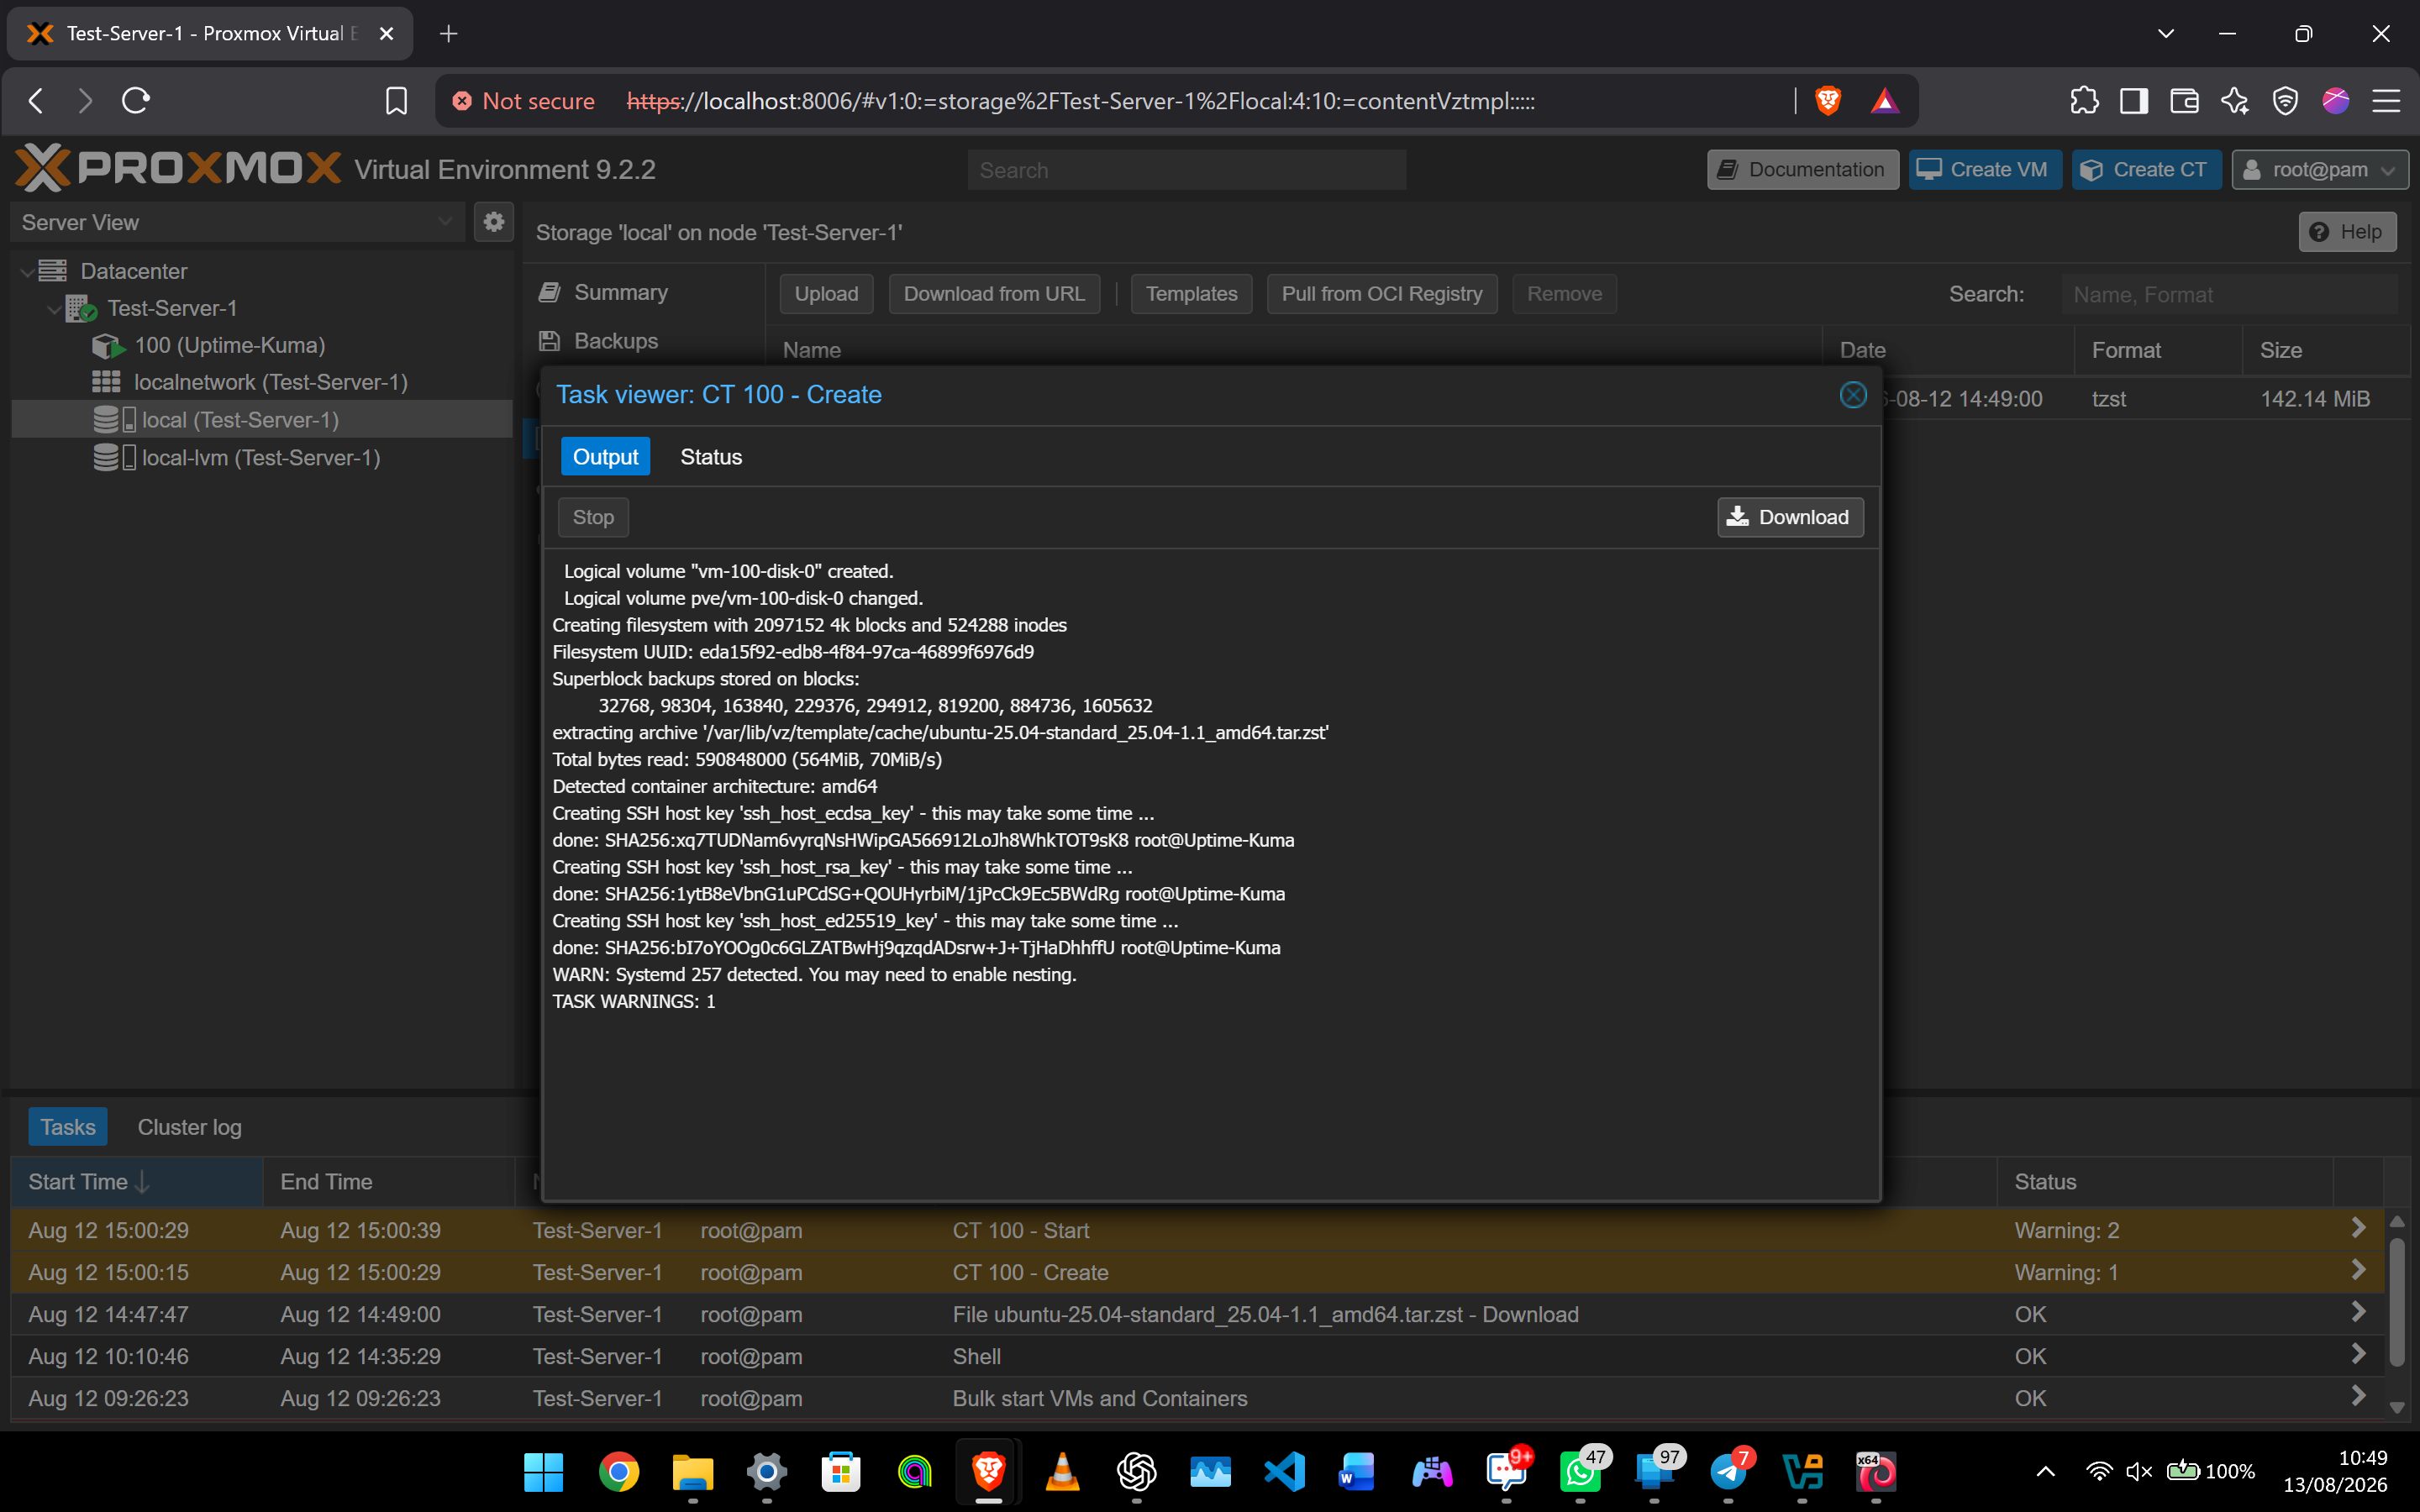 Test-Server-1 - Proxmox Virtual E
Not secure https://localhost:8006/#v1:0:=storage%2FTest-Server-1%2Flocal:4:10:=contentVztmpl:::::
PROXMOX Virtual Environment 9.2.2
Search
Documentation
Create VM
Create CT
root@pam
Server View
Storage 'local' on node 'Test-Server-1'
Help
Datacenter
Test-Server-1
100 (Uptime-Kuma)
localnetwork (Test-Server-1)
local (Test-Server-1)
local-lvm (Test-Server-1)
Summary
Backups
Upload
Download from URL
Templates
Pull from OCI Registry
Remove
Search:
Name, Format
Name Date Format Size
-08-12 14:49:00 tzst 142.14 MiB
Task viewer: CT 100 - Create
Output Status
Stop
Download
Logical volume "vm-100-disk-0" created.
Logical volume pve/vm-100-disk-0 changed.
Creating filesystem with 2097152 4k blocks and 524288 inodes
Filesystem UUID: eda15f92-edb8-4f84-97ca-46899f6976d9
Superblock backups stored on blocks:
32768, 98304, 163840, 229376, 294912, 819200, 884736, 1605632
extracting archive '/var/lib/vz/template/cache/ubuntu-25.04-standard_25.04-1.1_amd64.tar.zst'
Total bytes read: 590848000 (564MiB, 70MiB/s)
Detected container architecture: amd64
Creating SSH host key 'ssh_host_ecdsa_key' - this may take some time ...
done: SHA256:xq7TUDNam6vyrqNsHWipGA566912LoJh8WhkTOT9sK8 root@Uptime-Kuma
Creating SSH host key 'ssh_host_rsa_key' - this may take some time ...
done: SHA256:1ytB8eVbnG1uPCdSG+QOUHyrbiM/1jPcCk9Ec5BWdRg root@Uptime-Kuma
Creating SSH host key 'ssh_host_ed25519_key' - this may take some time ...
done: SHA256:bI7oYOOg0c6GLZATBwHj9qzqdADsrw+J+TjHaDhhffU root@Uptime-Kuma
WARN: Systemd 257 detected. You may need to enable nesting.
TASK WARNINGS: 1
Tasks Cluster log
Start Time End Time Status
Aug 12 15:00:29 Aug 12 15:00:39 Test-Server-1 root@pam CT 100 - Start Warning: 2
Aug 12 15:00:15 Aug 12 15:00:29 Test-Server-1 root@pam CT 100 - Create Warning: 1
Aug 12 14:47:47 Aug 12 14:49:00 Test-Server-1 root@pam File ubuntu-25.04-standard_25.04-1.1_amd64.tar.zst - Download OK
Aug 12 10:10:46 Aug 12 14:35:29 Test-Server-1 root@pam Shell OK
Aug 12 09:26:23 Aug 12 09:26:23 Test-Server-1 root@pam Bulk start VMs and Containers OK
9+
47
97
7
x64
100%
10:49
13/08/2026